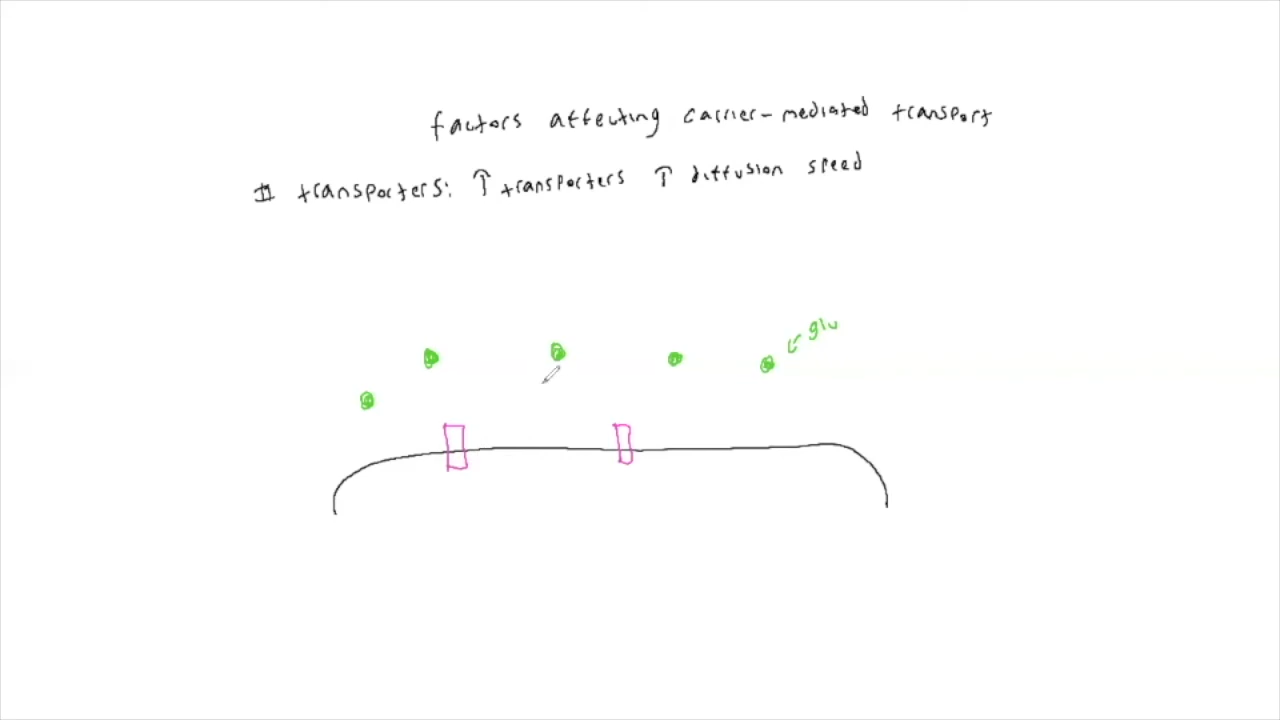 factors affecting carrier-mediated transport
# transporters: ↑ transporters ↑ diffusion speed
glu